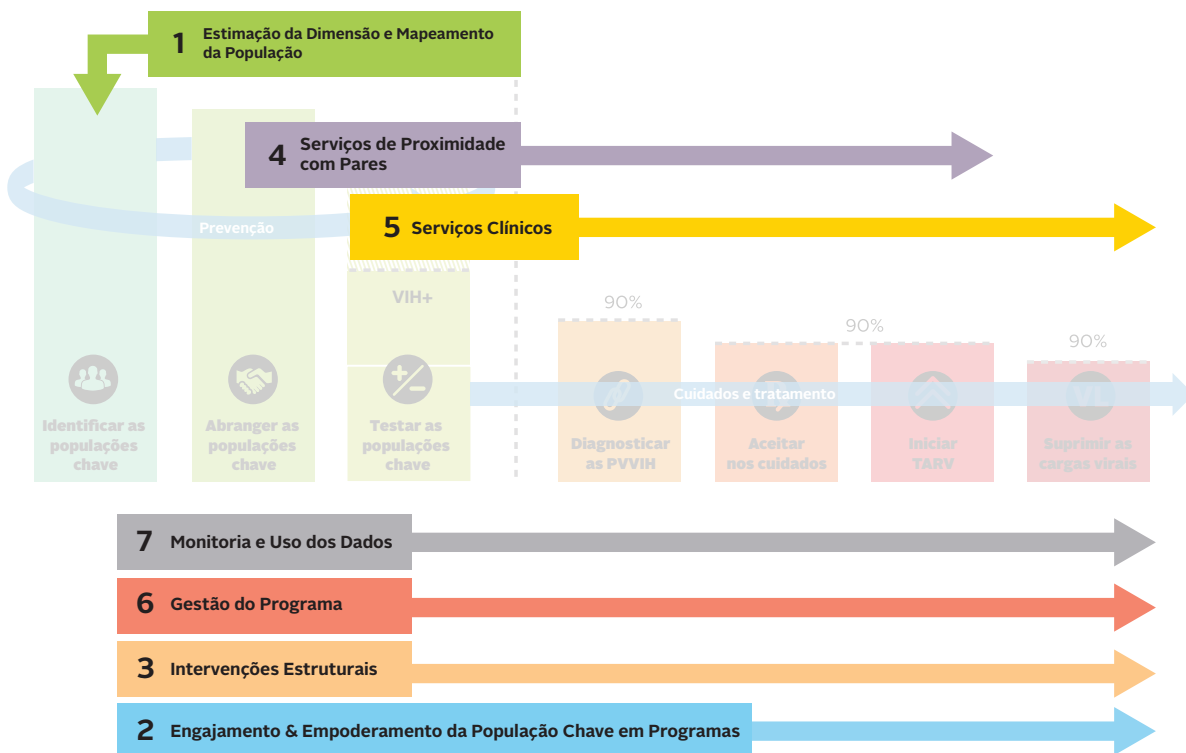 1 Estimação da Dimensão e Mapeamento
da População
4 Serviços de Proximidade
com Pares
5 Serviços Clínicos
Prevenção
VIH+
90%
90%
90%
Cuidados e tratamento
VL
Identificar as
populações
chave
Abranger as
populações
chave
Testar as
populações
chave
Diagnosticar
as PVVIH
Aceitar
nos cuidados
Iniciar
TARV
Suprimir as
cargas virais
7 Monitoria e Uso dos Dados
6 Gestão do Programa
3 Intervenções Estruturais
2 Engajamento & Empoderamento da População Chave em Programas